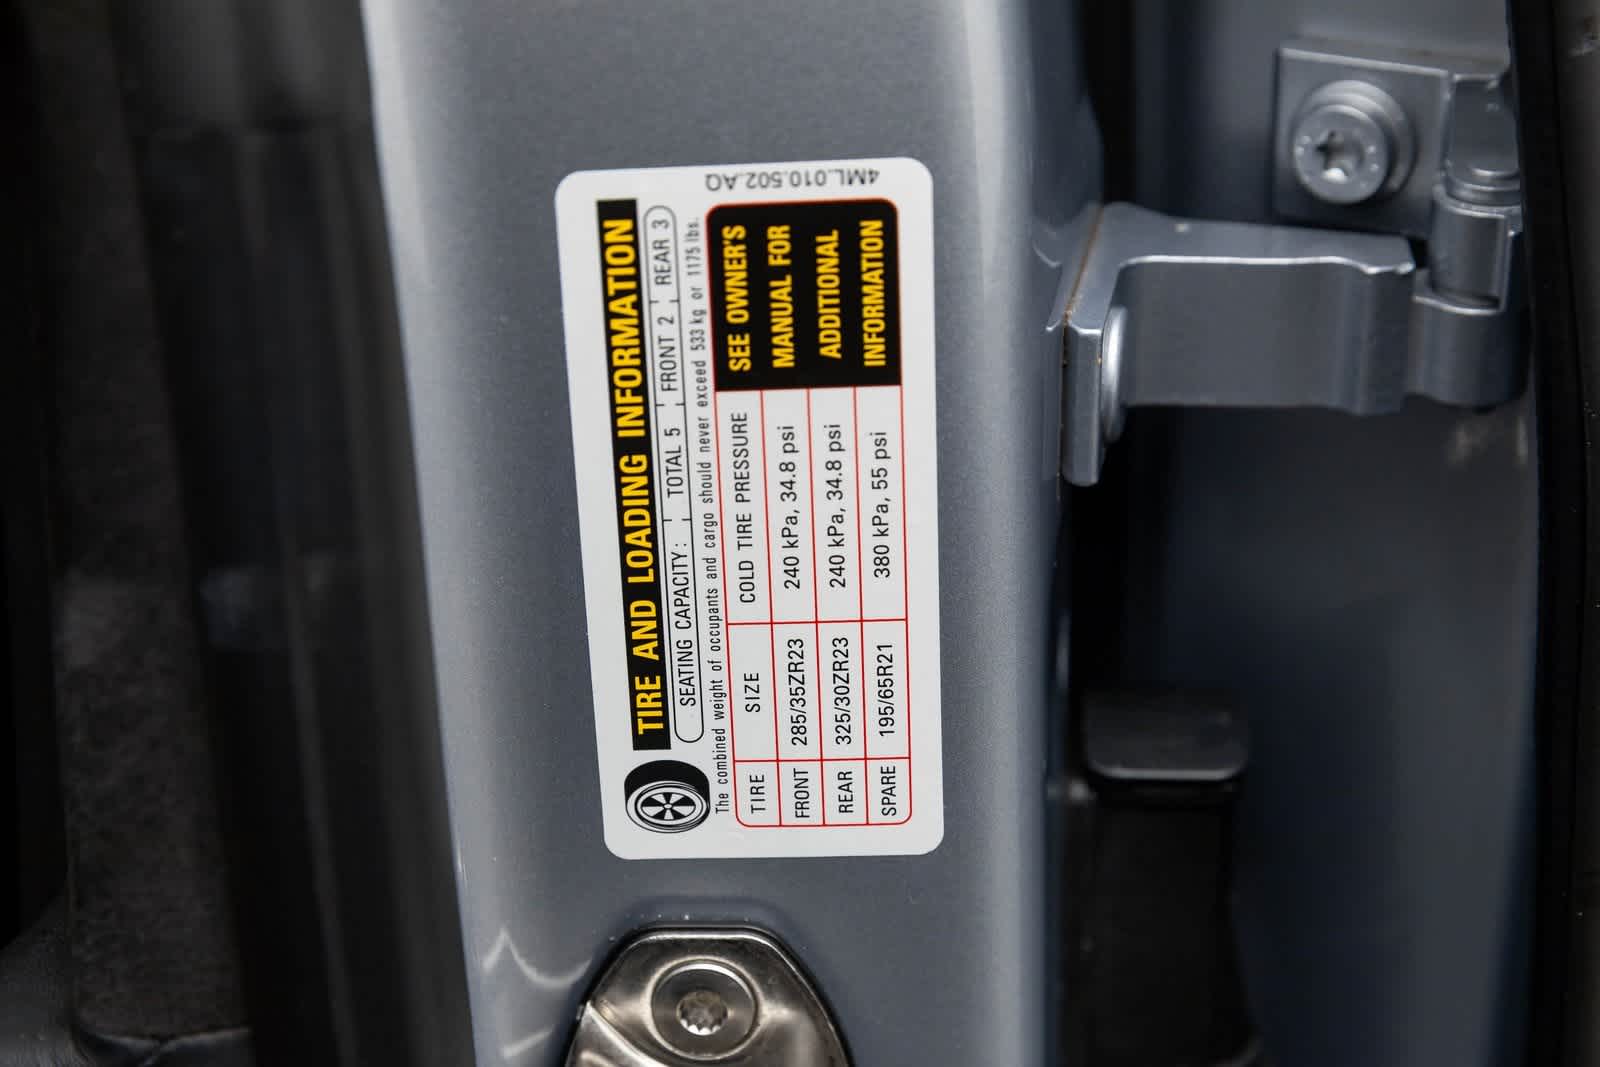 TIRE AND LOADING INFORMATION
SEATING CAPACITY: TOTAL 5 FRONT 2 REAR 3
The combined weight of occupants and cargo should never exceed 533 kg or 1175 lbs.
TIRE SIZE COLD TIRE PRESSURE
FRONT 285/35ZR23 240 kPa, 34.8 psi
REAR 325/30ZR23 240 kPa, 34.8 psi
SPARE 195/65R21 380 kPa, 55 psi
SEE OWNER'S
MANUAL FOR
ADDITIONAL
INFORMATION
4ML.010.502.AQ